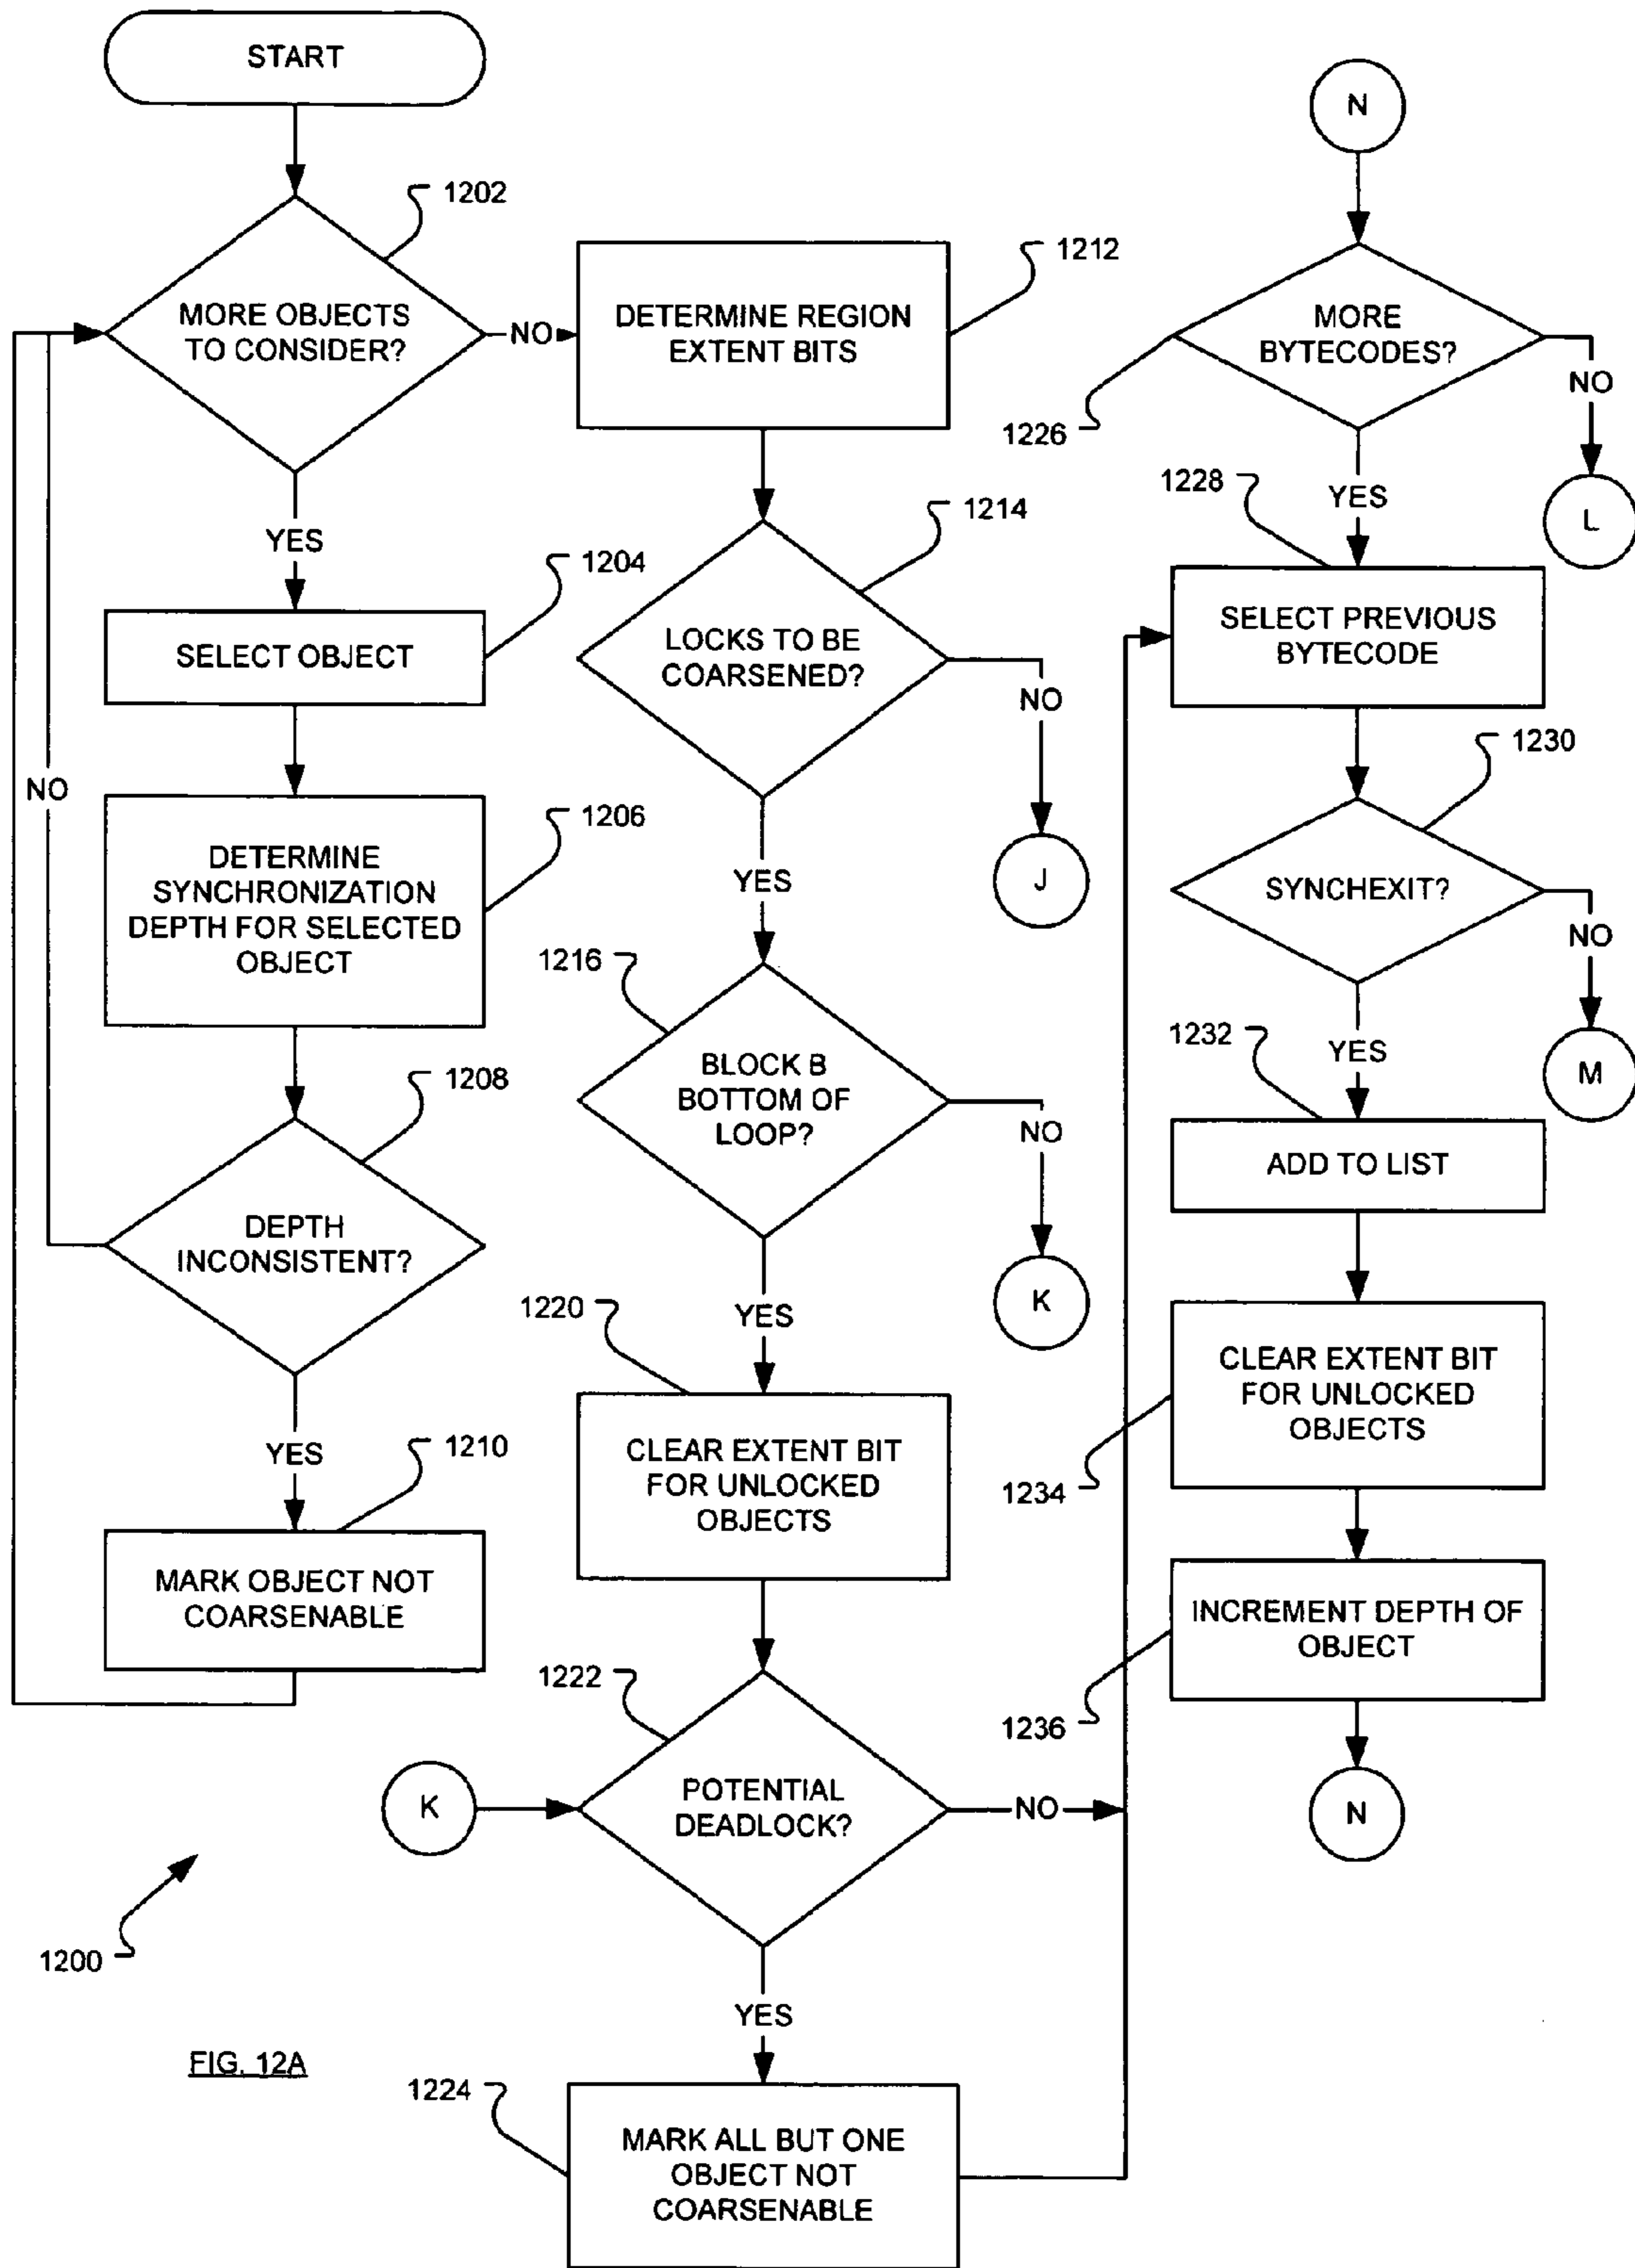 START
1202
MORE OBJECTS
TO CONSIDER?
NO
YES
1204
SELECT OBJECT
NO
1206
DETERMINE
SYNCHRONIZATION
DEPTH FOR SELECTED
OBJECT
1208
DEPTH
INCONSISTENT?
YES
1210
MARK OBJECT NOT
COARSENABLE
1212
DETERMINE REGION
EXTENT BITS
1214
LOCKS TO BE
COARSENED?
NO
J
YES
1216
BLOCK B
BOTTOM OF
LOOP?
NO
K
YES
1220
CLEAR EXTENT BIT
FOR UNLOCKED
OBJECTS
1222
K
POTENTIAL
DEADLOCK?
NO
YES
1224
MARK ALL BUT ONE
OBJECT NOT
COARSENABLE
N
MORE
BYTECODES?
1226
NO
L
YES
1228
SELECT PREVIOUS
BYTECODE
1230
SYNCHEXIT?
NO
M
YES
1232
ADD TO LIST
CLEAR EXTENT BIT
FOR UNLOCKED
OBJECTS
1234
INCREMENT DEPTH OF
OBJECT
1236
N
1200
FIG. 12A